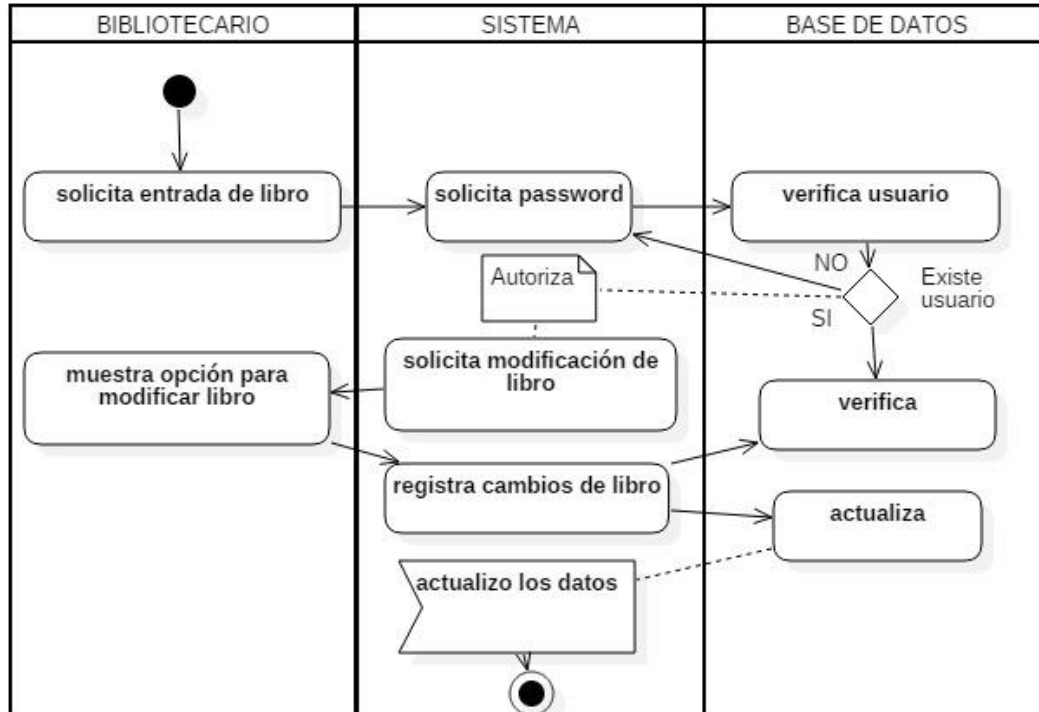 BIBLIOTECARIO
SISTEMA
BASE DE DATOS
solicita entrada de libro
solicita password
verifica usuario
NO
Existe
usuario
Autoriza
SI
solicita modificación de
libro
muestra opción para
modificar libro
verifica
registra cambios de libro
actualiza
actualizo los datos